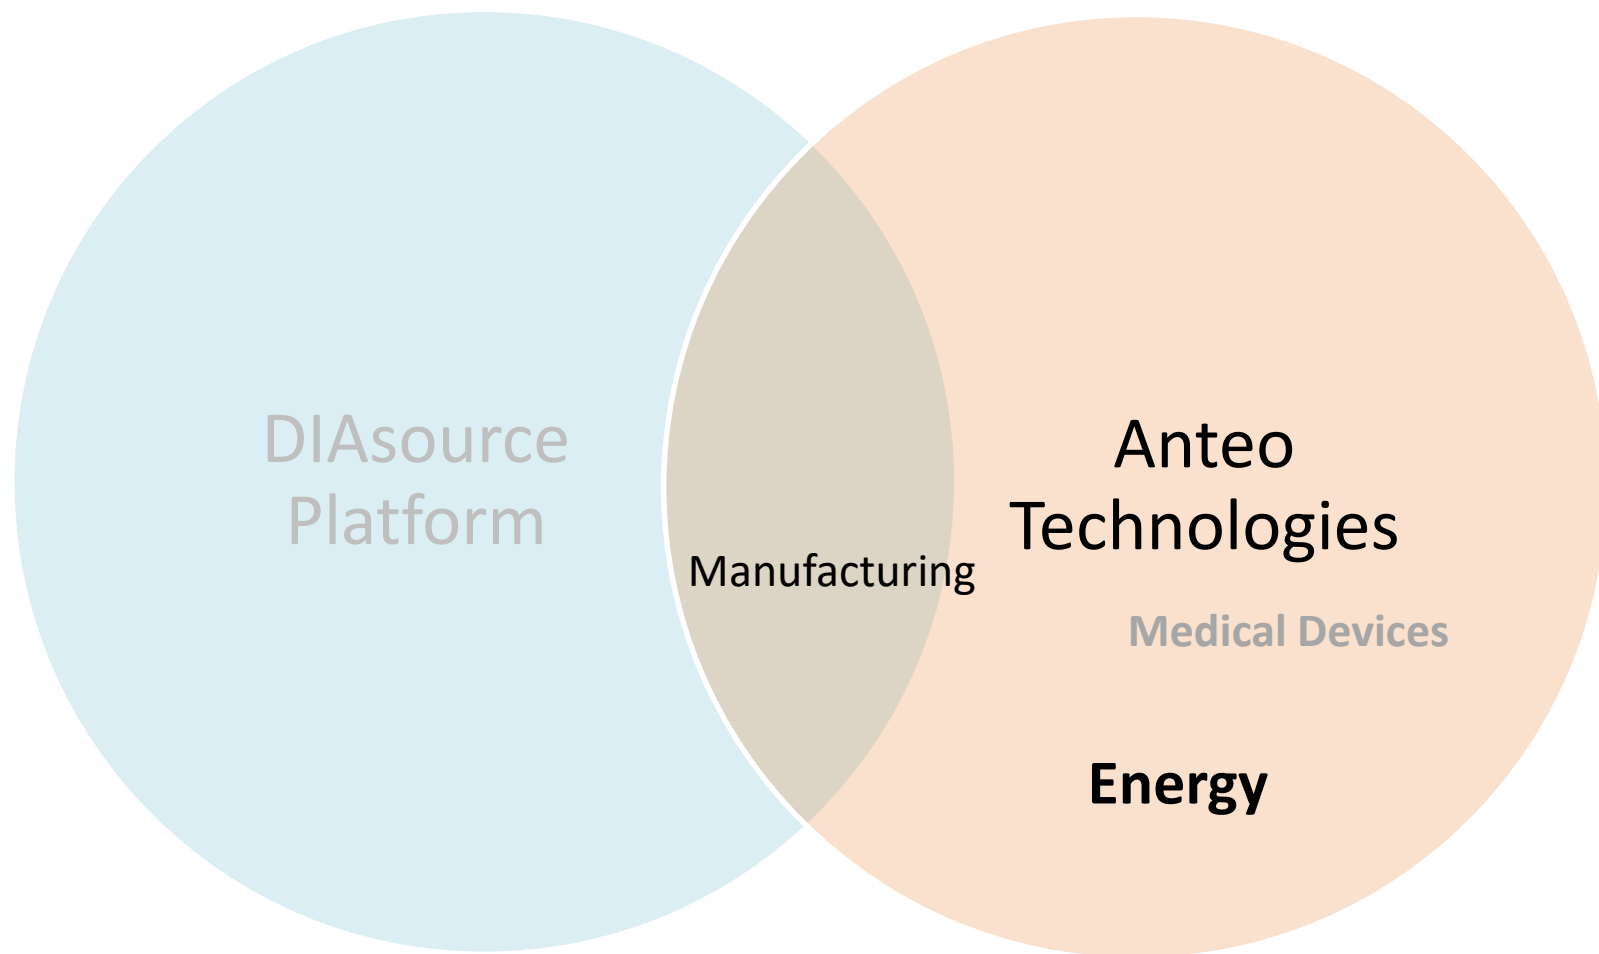 DIAsource
Platform
Manufacturing
Anteo
Technologies
Medical Devices
Energy